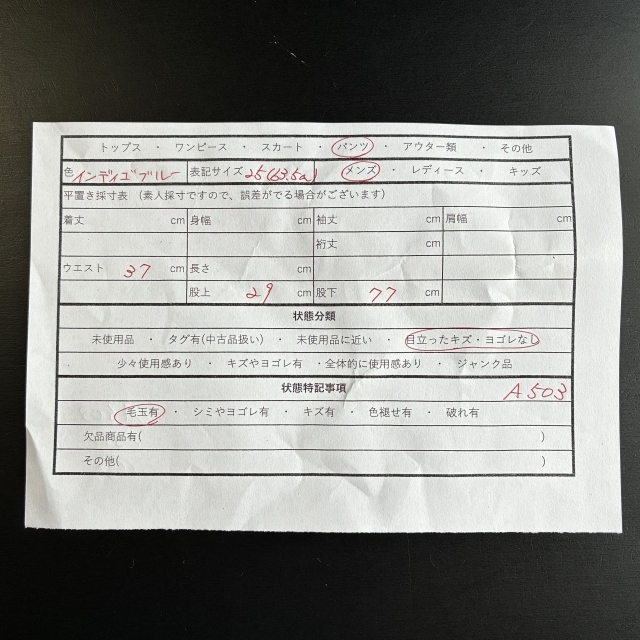 トップス ・ ワンピース ・ スカート ・ パンツ ・ アウター類 ・ その他
色 インディゴブルー 表記サイズ 25(63.5a) メンズ ・ レディース ・ キッズ
平置き採寸表 (素人採寸ですので、誤差がでる場合がございます)
着丈 cm 身幅 cm 袖丈 cm 肩幅 cm
cm 裄丈 cm
ウエスト 37 cm 長さ cm
股上 29 cm 股下 77 cm
状態分類
未使用品 ・ タグ有(中古品扱い) ・ 未使用品に近い ・ 目立ったキズ・ヨゴレなし
少々使用感あり ・ キズやヨゴレ有 ・全体的に使用感あり ・ ジャンク品
状態特記事項 A503
毛玉有 ・ シミやヨゴレ有 ・ キズ有 ・ 色褪せ有 ・ 破れ有
欠品商品有( )
その他( )